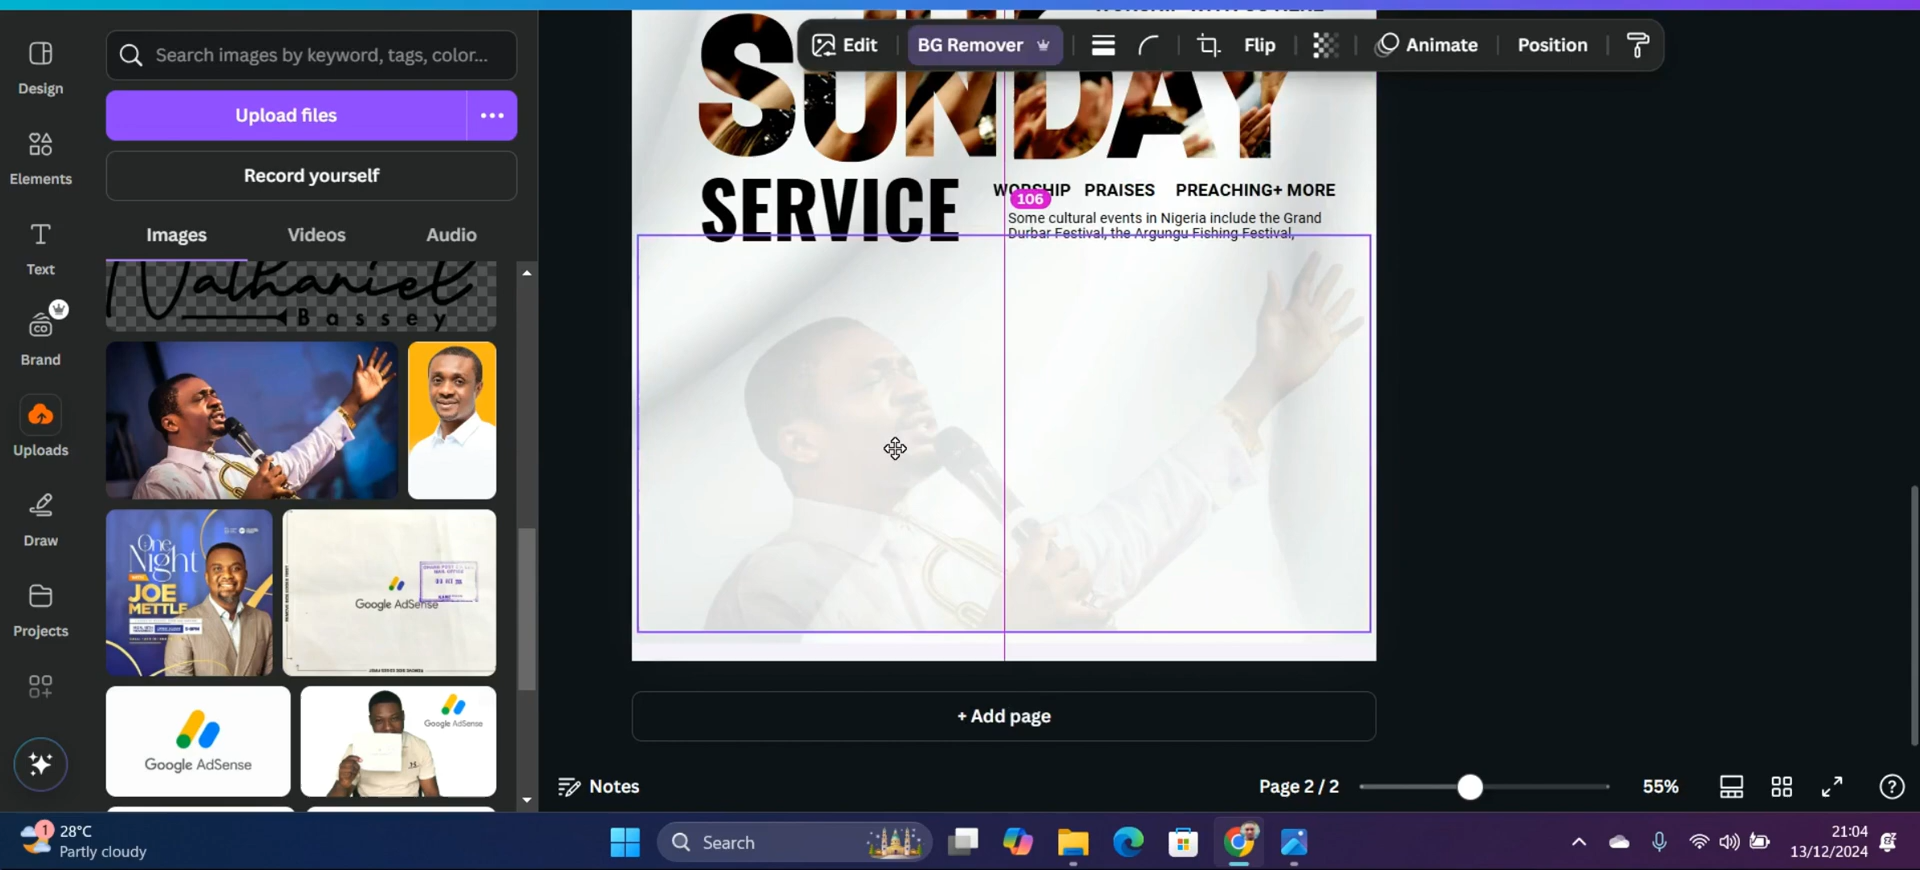 Design
Elements
Text
Brand
Uploads
Draw
Projects
Search images by keyword, tags, color...
Upload files
Record yourself
Images Videos Audio
Nathaniel
Bassey
One
Night
WITH
JOE
METTLE
Google AdSense
Google AdSense
Google AdSense
Edit BG Remover Flip Animate Position
SUNDAY
SERVICE
WORSHIP PRAISES PREACHING+ MORE
106
Some cultural events in Nigeria include the Grand
Durbar Festival, the Argungu Fishing Festival,
+ Add page
Notes
Page 2 / 2
55%
1
28°C
Partly cloudy
Search
21:04
13/12/2024